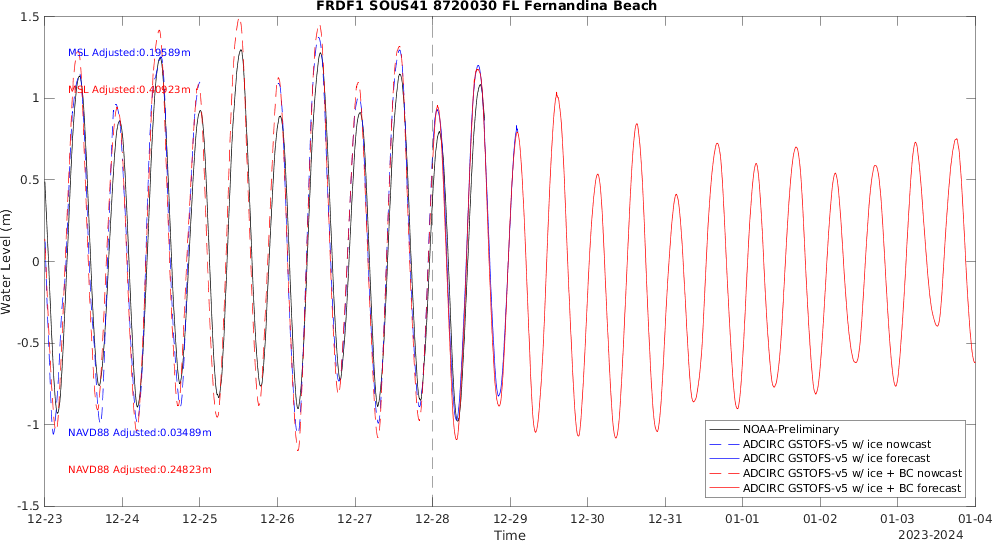 FRDF1 SOUS41 8720030 FL Fernandina Beach
1.5
1
0.5
0
-0.5
-1
-1.5
Water Level (m)
MSL Adjusted:0.19589m
MSL Adjusted:0.40923m
NAVD88 Adjusted:0.03489m
NAVD88 Adjusted:0.24823m
NOAA-Preliminary
ADCIRC GSTOFS-v5 w/ ice nowcast
ADCIRC GSTOFS-v5 w/ ice forecast
ADCIRC GSTOFS-v5 w/ ice + BC nowcast
ADCIRC GSTOFS-v5 w/ ice + BC forecast
12-23 12-24 12-25 12-26 12-27 12-28 12-29 12-30 12-31 01-01 01-02 01-03 01-04
Time
2023-2024